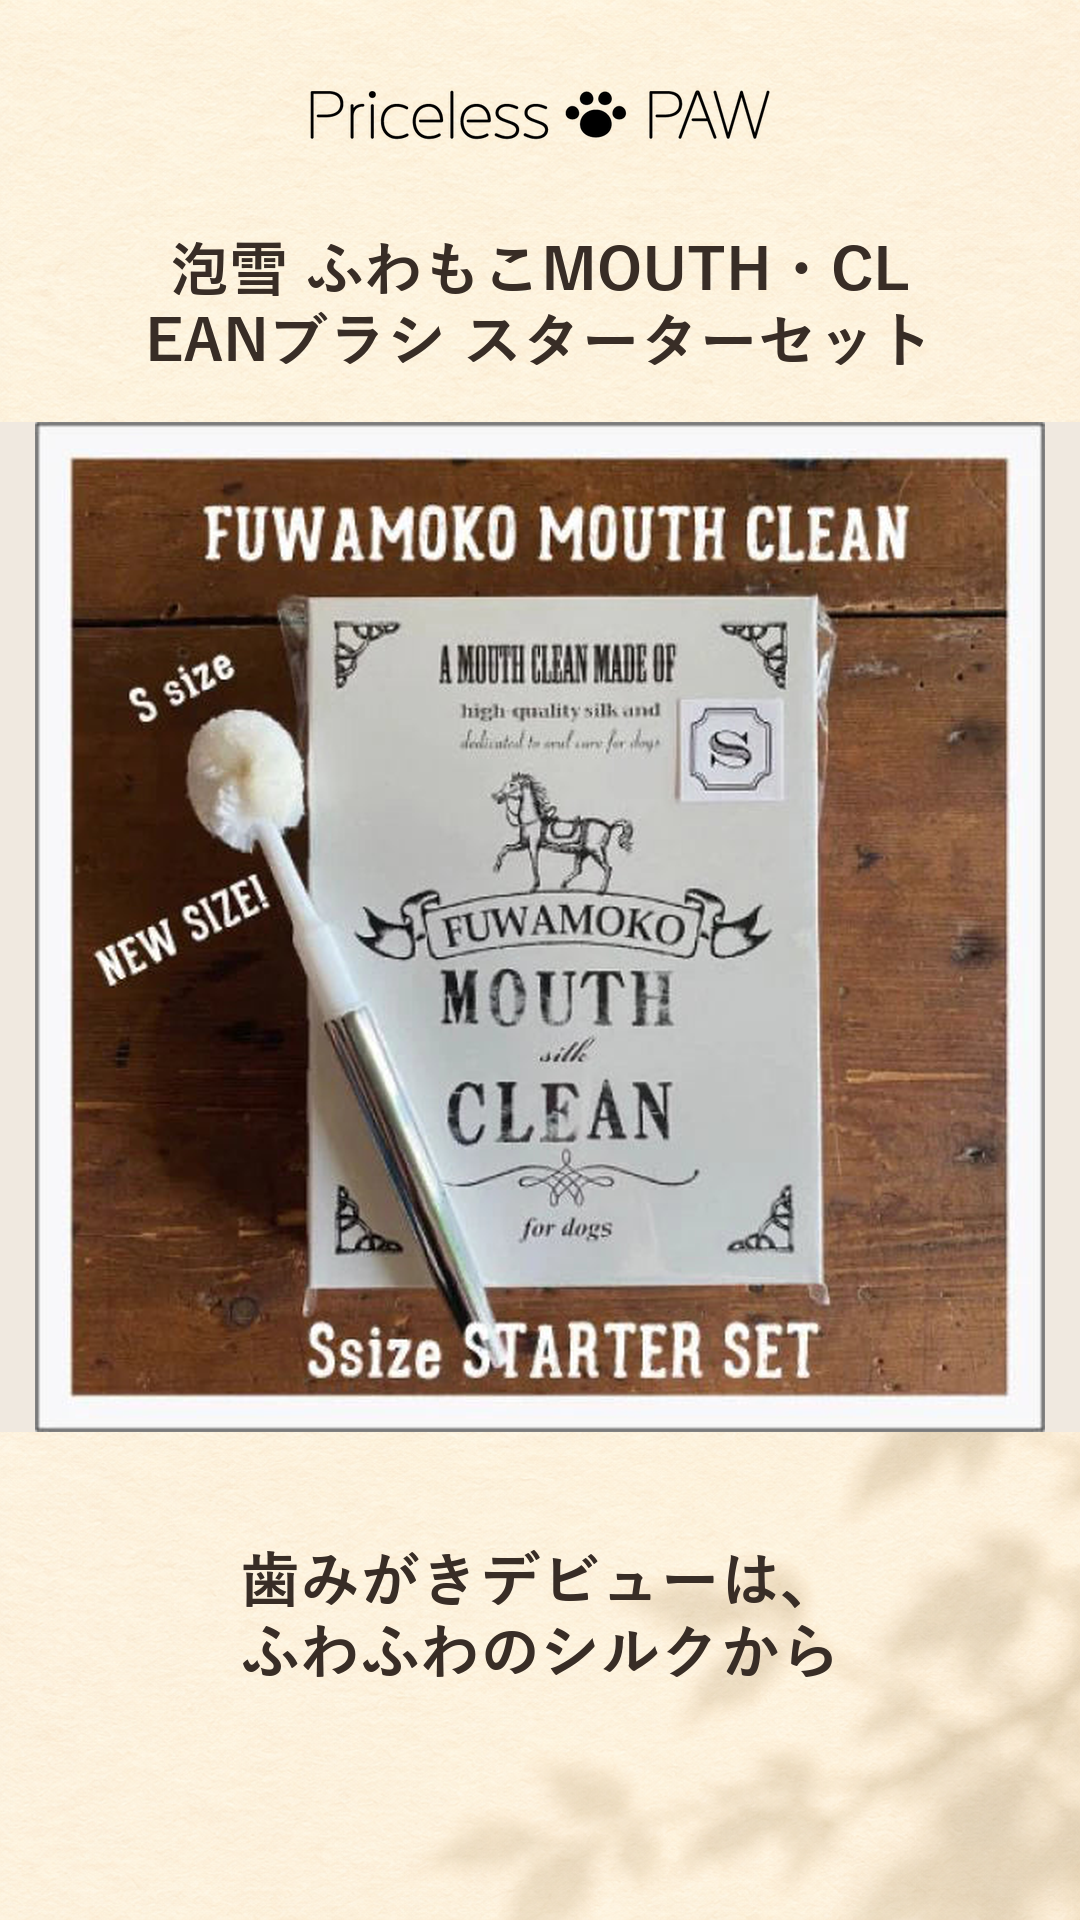 Priceless PAW
泡雪 ふわもこMOUTH・CL
EANブラシ スターターセット
FUWAMOKO MOUTH CLEAN
S size
NEW SIZE!
A MOUTH CLEAN MADE OF
high-quality silk and
dedicated to oral care for dogs
S
FUWAMOKO
MOUTH
silk
CLEAN
for dogs
Ssize STARTER SET
歯みがきデビューは、
ふわふわのシルクから